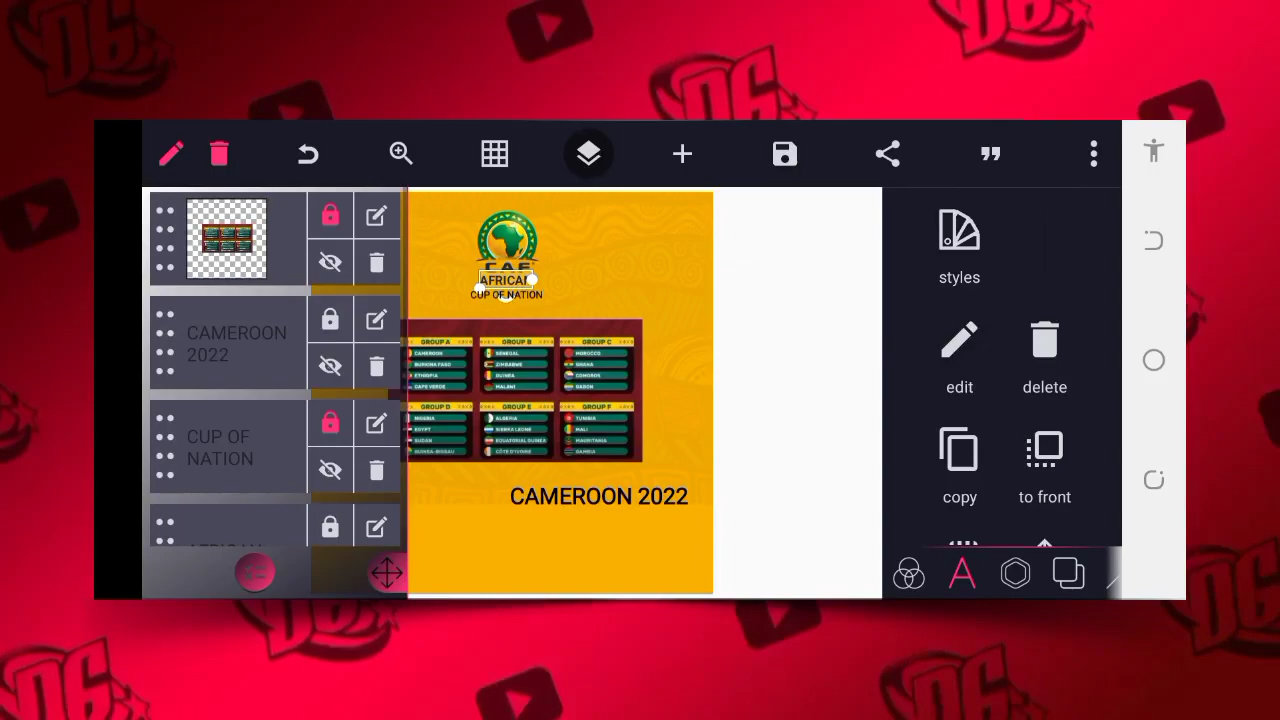 CAMEROON
2022
CUP OF
NATION
AFRICAN
CAF
AFRICAN
CUP OF NATION
GROUP A
CAMEROON
BURKINA FASO
ETHIOPIA
CAPE VERDE
GROUP B
SENEGAL
ZIMBABWE
GUINEA
MALAWI
GROUP C
MOROCCO
GHANA
COMOROS
GABON
GROUP D
NIGERIA
EGYPT
SUDAN
GUINEA-BISSAU
GROUP E
ALGERIA
SIERRA LEONE
EQUATORIAL GUINEA
CÔTE D'IVOIRE
GROUP F
TUNISIA
MALI
MAURITANIA
GAMBIA
CAMEROON 2022
styles
edit delete
copy to front